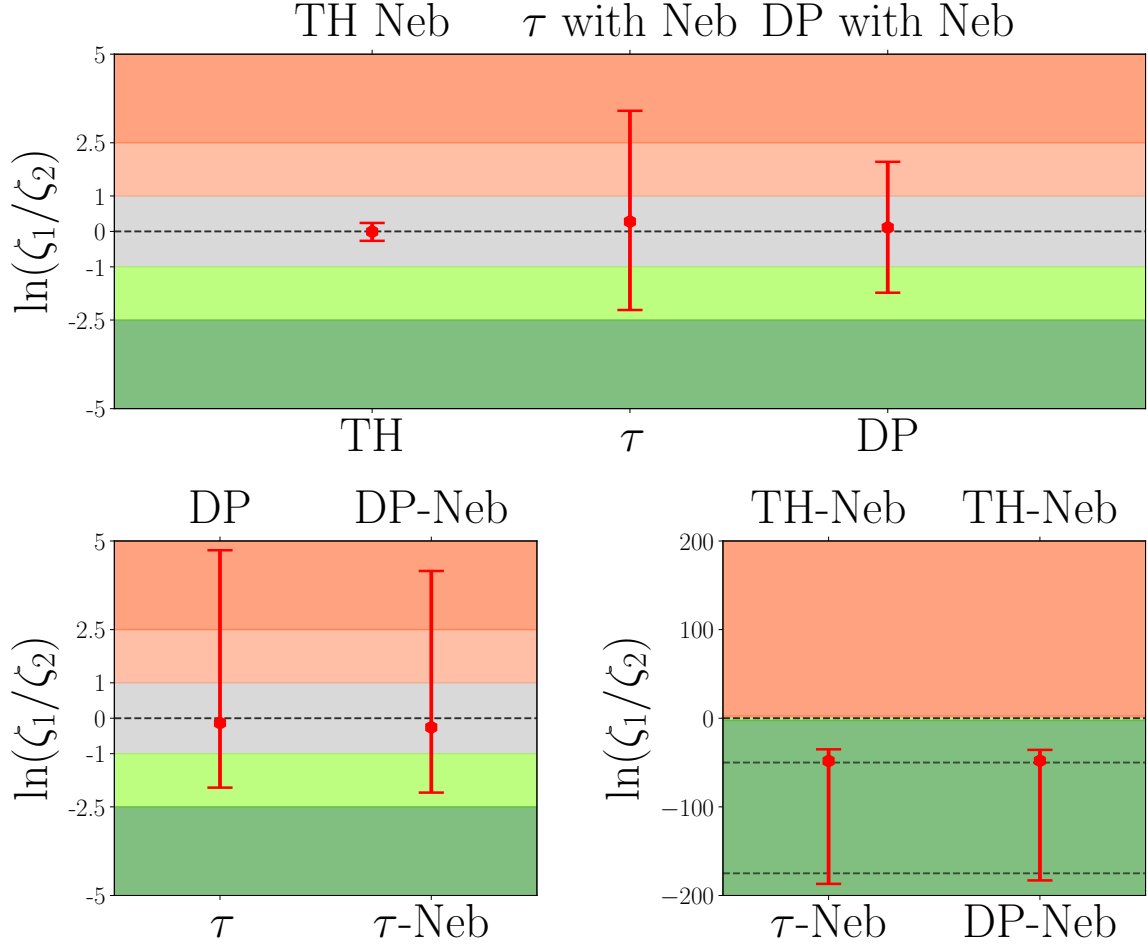 TH Neb τ with Neb DP with Neb
5
2.5
1
0
-1
-2.5
-5
ln(ζ₁/ζ₂)
TH τ DP
DP DP-Neb
5
2.5
1
0
-1
-2.5
-5
ln(ζ₁/ζ₂)
τ τ-Neb
TH-Neb TH-Neb
200
100
0
−100
−200
ln(ζ₁/ζ₂)
τ-Neb DP-Neb